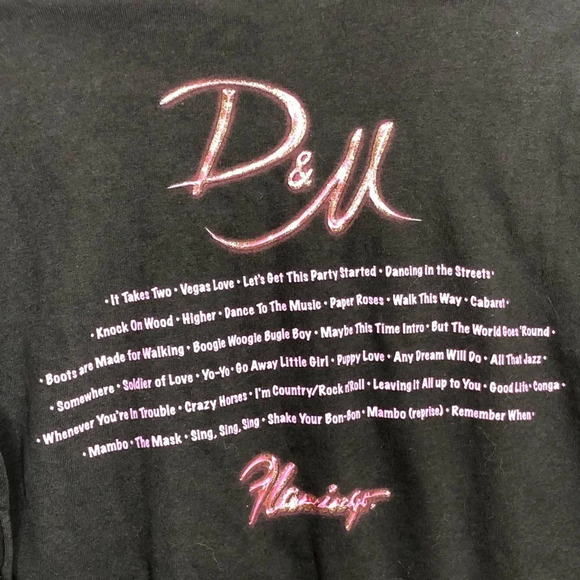 D & M
• It Takes Two • Vegas Love • Let's Get This Party Started • Dancing in the Streets •
• Knock On Wood • Higher • Dance To The Music • Paper Roses • Walk This Way • Cabaret •
• Boots are Made for Walking • Boogie Woogie Bugle Boy • Maybe This Time Intro • But The World Goes 'Round •
• Somewhere • Soldier of Love • Yo-Yo • Go Away Little Girl • Puppy Love • Any Dream Will Do • All That Jazz •
• Whenever You're In Trouble • Crazy Horses • I'm Country/Rock n'Roll • Leaving It All up to You • Good Life • Conga •
• Mambo • The Mask • Sing, Sing, Sing • Shake Your Bon-Bon • Mambo (reprise) • Remember When •
Flamingo